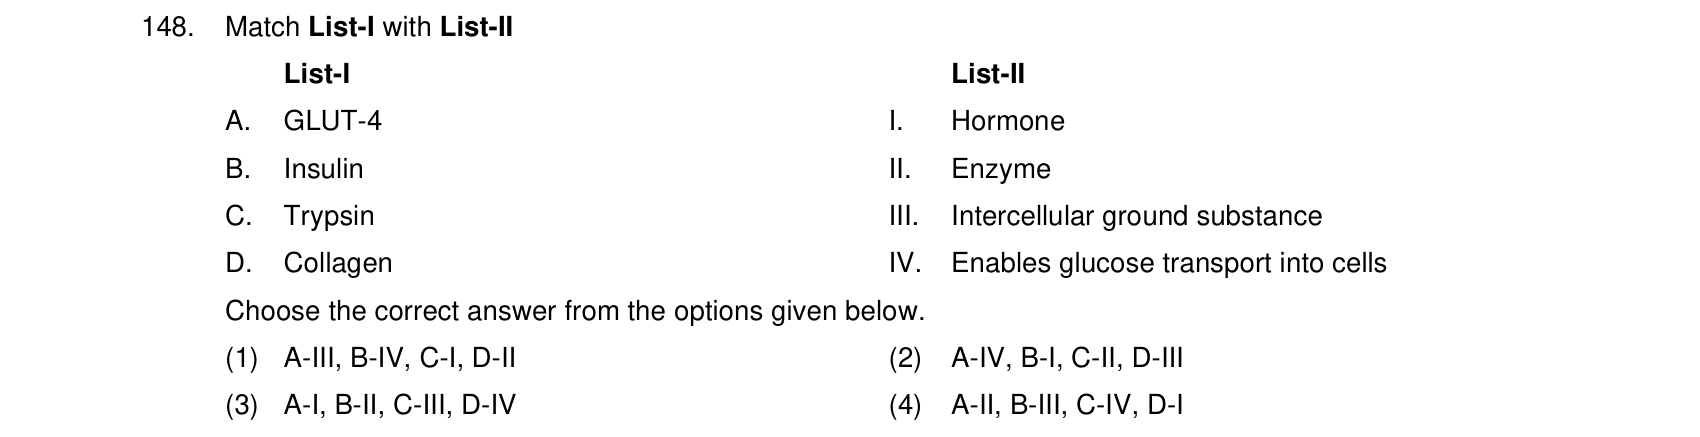 148. Match List-I with List-II
List-I List-II
A. GLUT-4 I. Hormone
B. Insulin II. Enzyme
C. Trypsin III. Intercellular ground substance
D. Collagen IV. Enables glucose transport into cells
Choose the correct answer from the options given below.
(1) A-III, B-IV, C-I, D-II (2) A-IV, B-I, C-II, D-III
(3) A-I, B-II, C-III, D-IV (4) A-II, B-III, C-IV, D-I